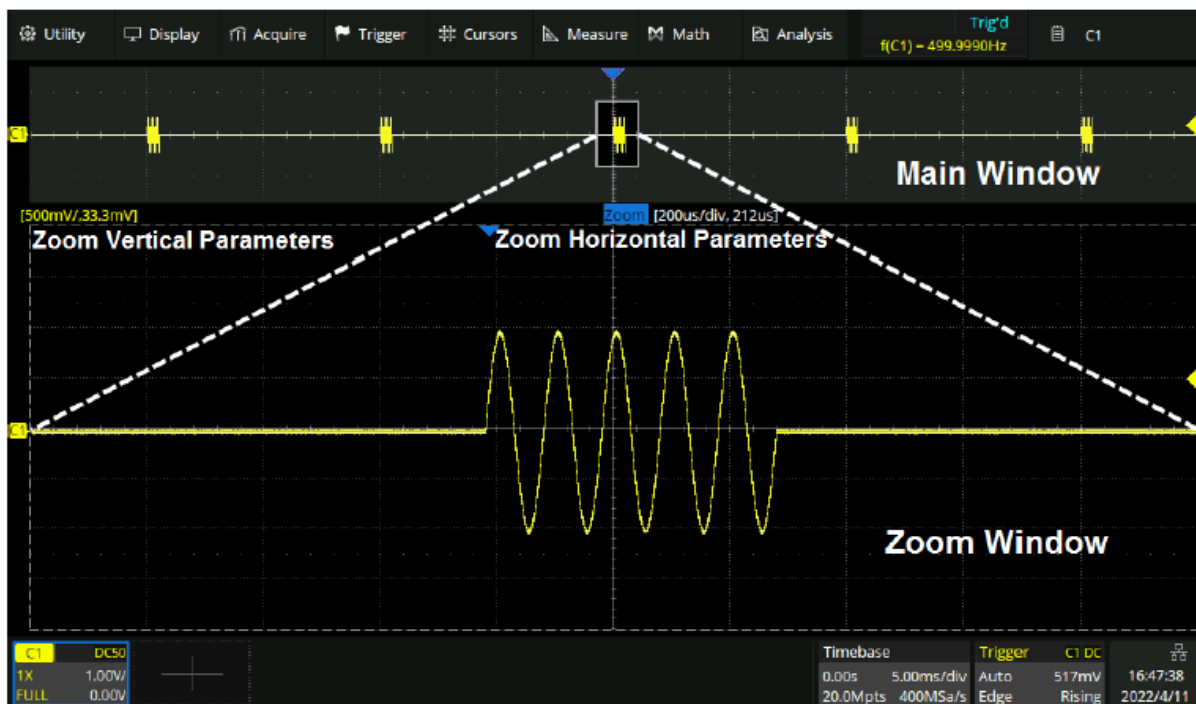 Utility Display Acquire Trigger Cursors Measure Math Analysis Trig'd C1
f(C1) = 499.9990Hz
C1
Main Window
[500mV/,33.3mV] Zoom [200us/div, 212us]
Zoom Vertical Parameters Zoom Horizontal Parameters
C1
Zoom Window
C1 DC50 Timebase Trigger C1 DC
1X 1.00V/ 0.00s 5.00ms/div Auto 517mV 16:47:38
FULL 0.00V 20.0Mpts 400MSa/s Edge Rising 2022/4/11